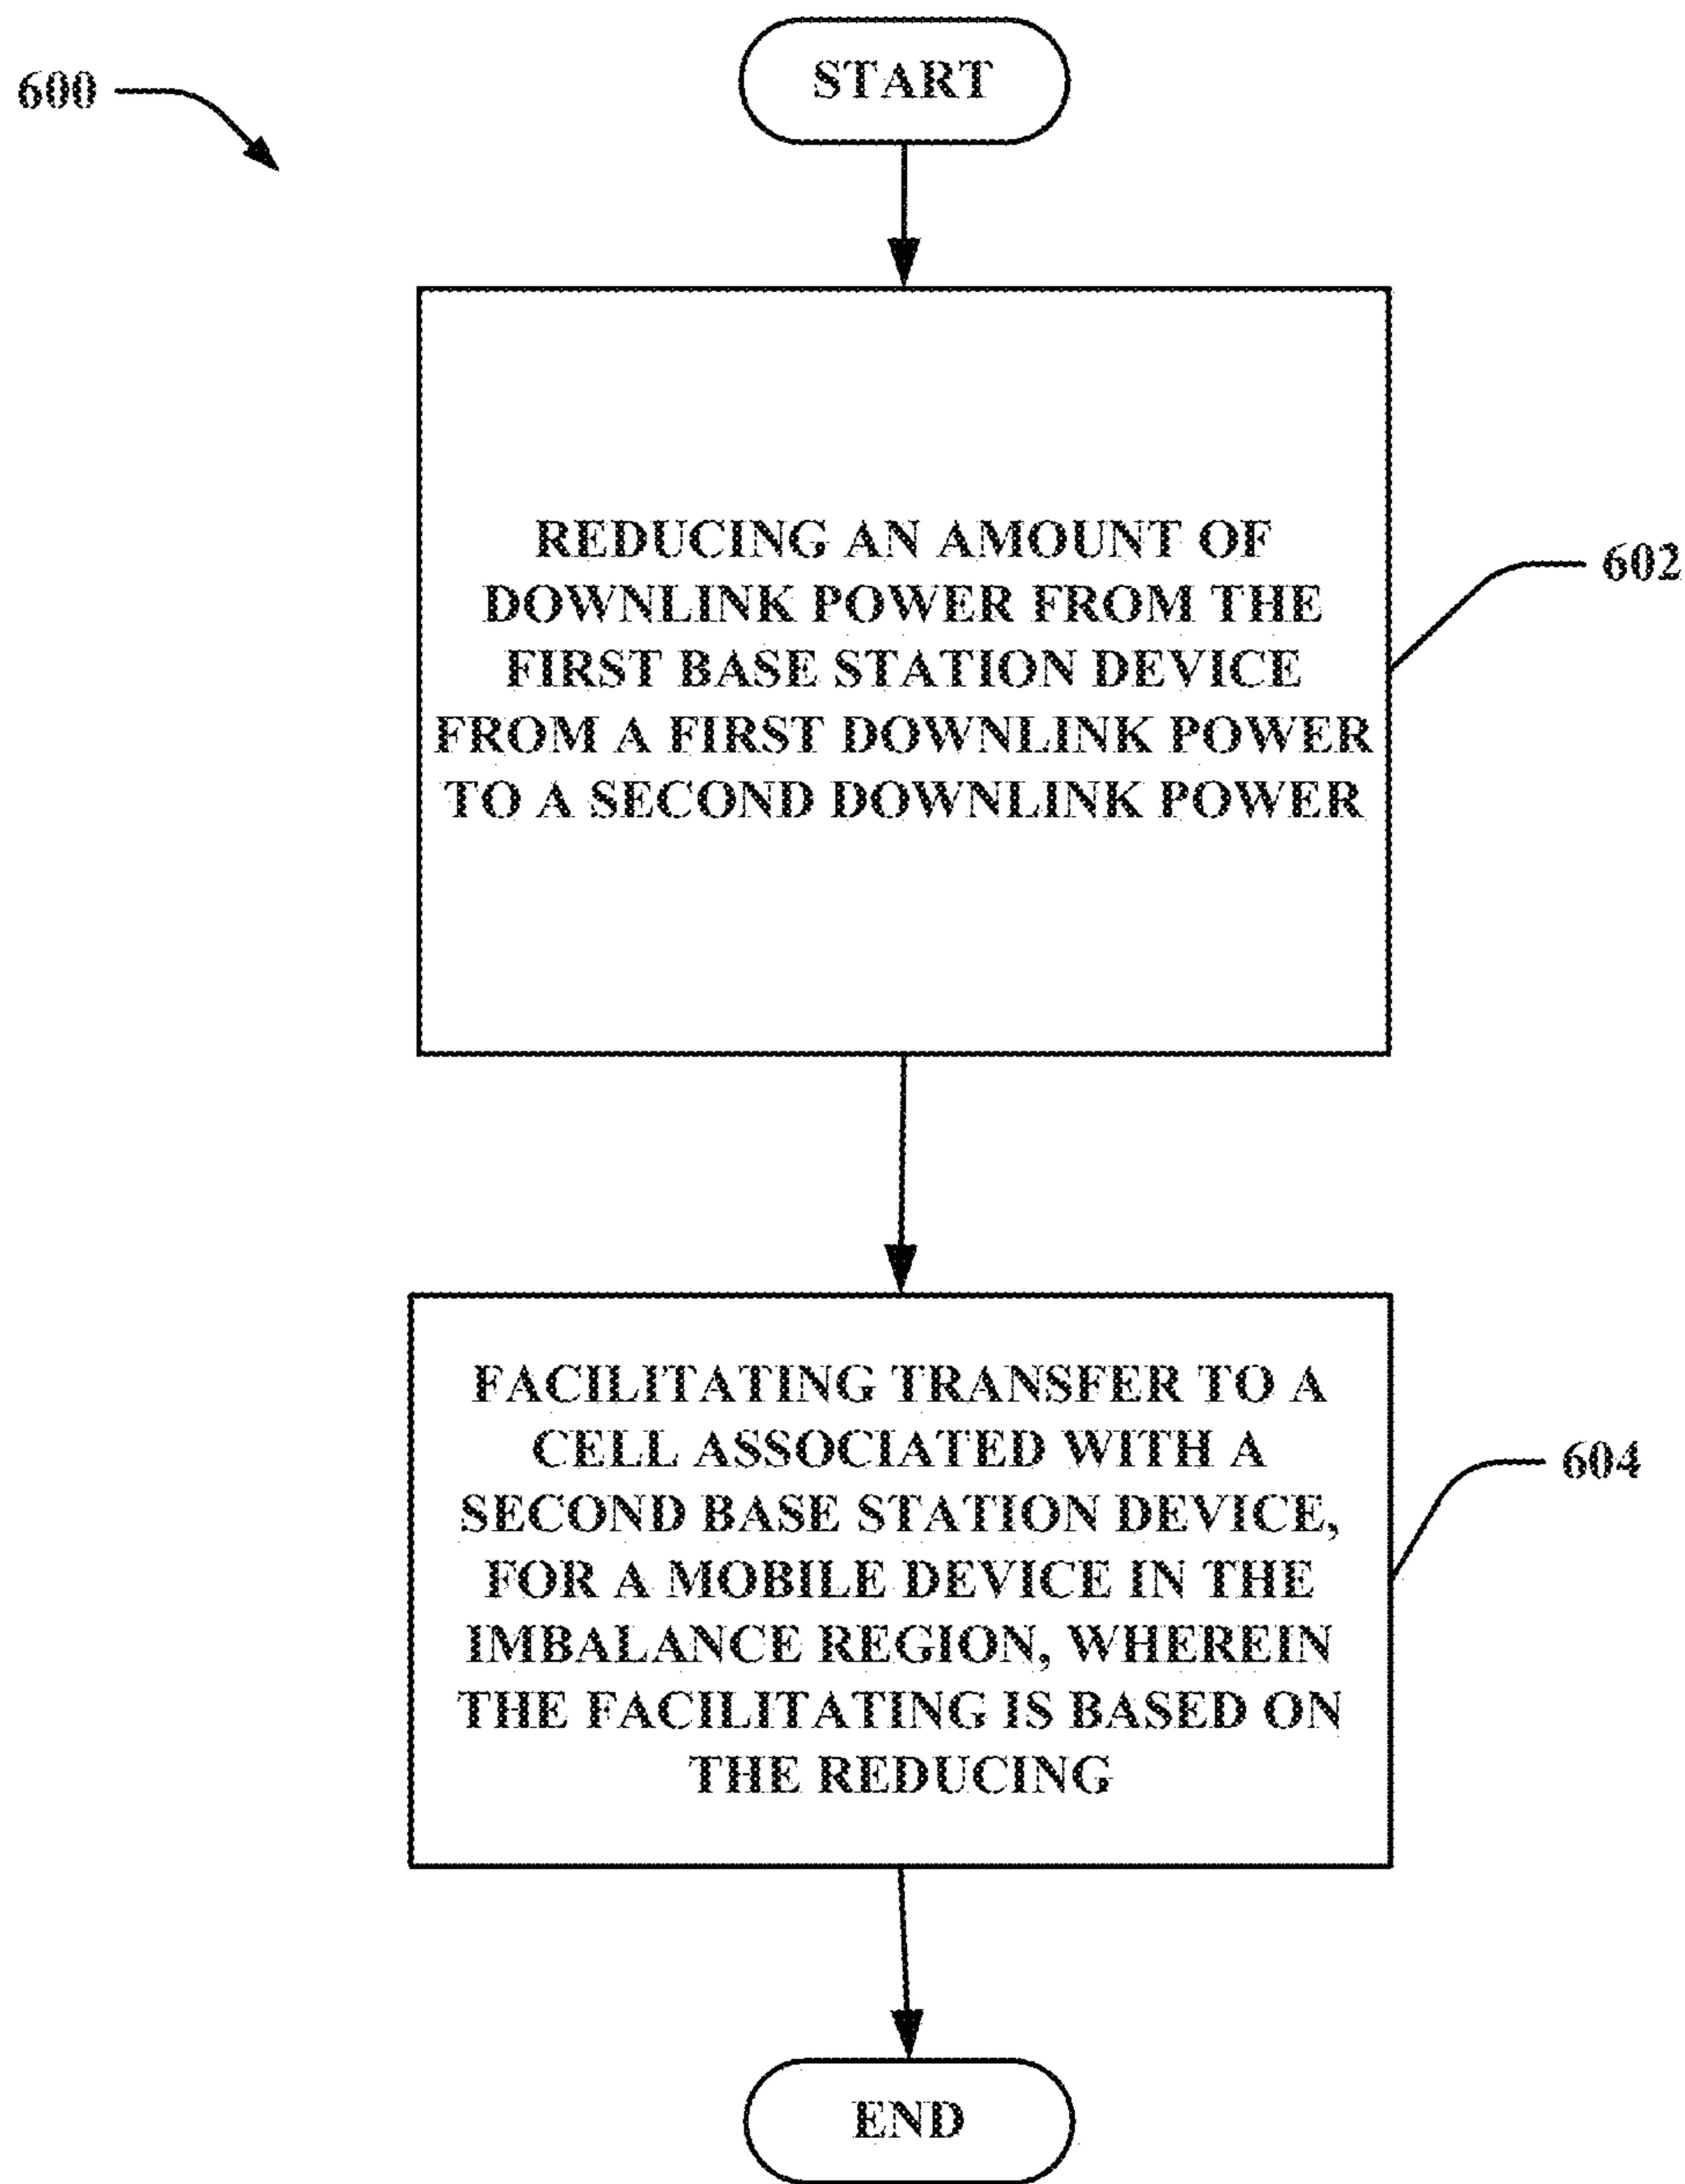 600
START
REDUCING AN AMOUNT OF
DOWNLINK POWER FROM THE
FIRST BASE STATION DEVICE
FROM A FIRST DOWNLINK POWER
TO A SECOND DOWNLINK POWER
602
FACILITATING TRANSFER TO A
CELL ASSOCIATED WITH A
SECOND BASE STATION DEVICE,
FOR A MOBILE DEVICE IN THE
IMBALANCE REGION, WHEREIN
THE FACILITATING IS BASED ON
THE REDUCING
604
END